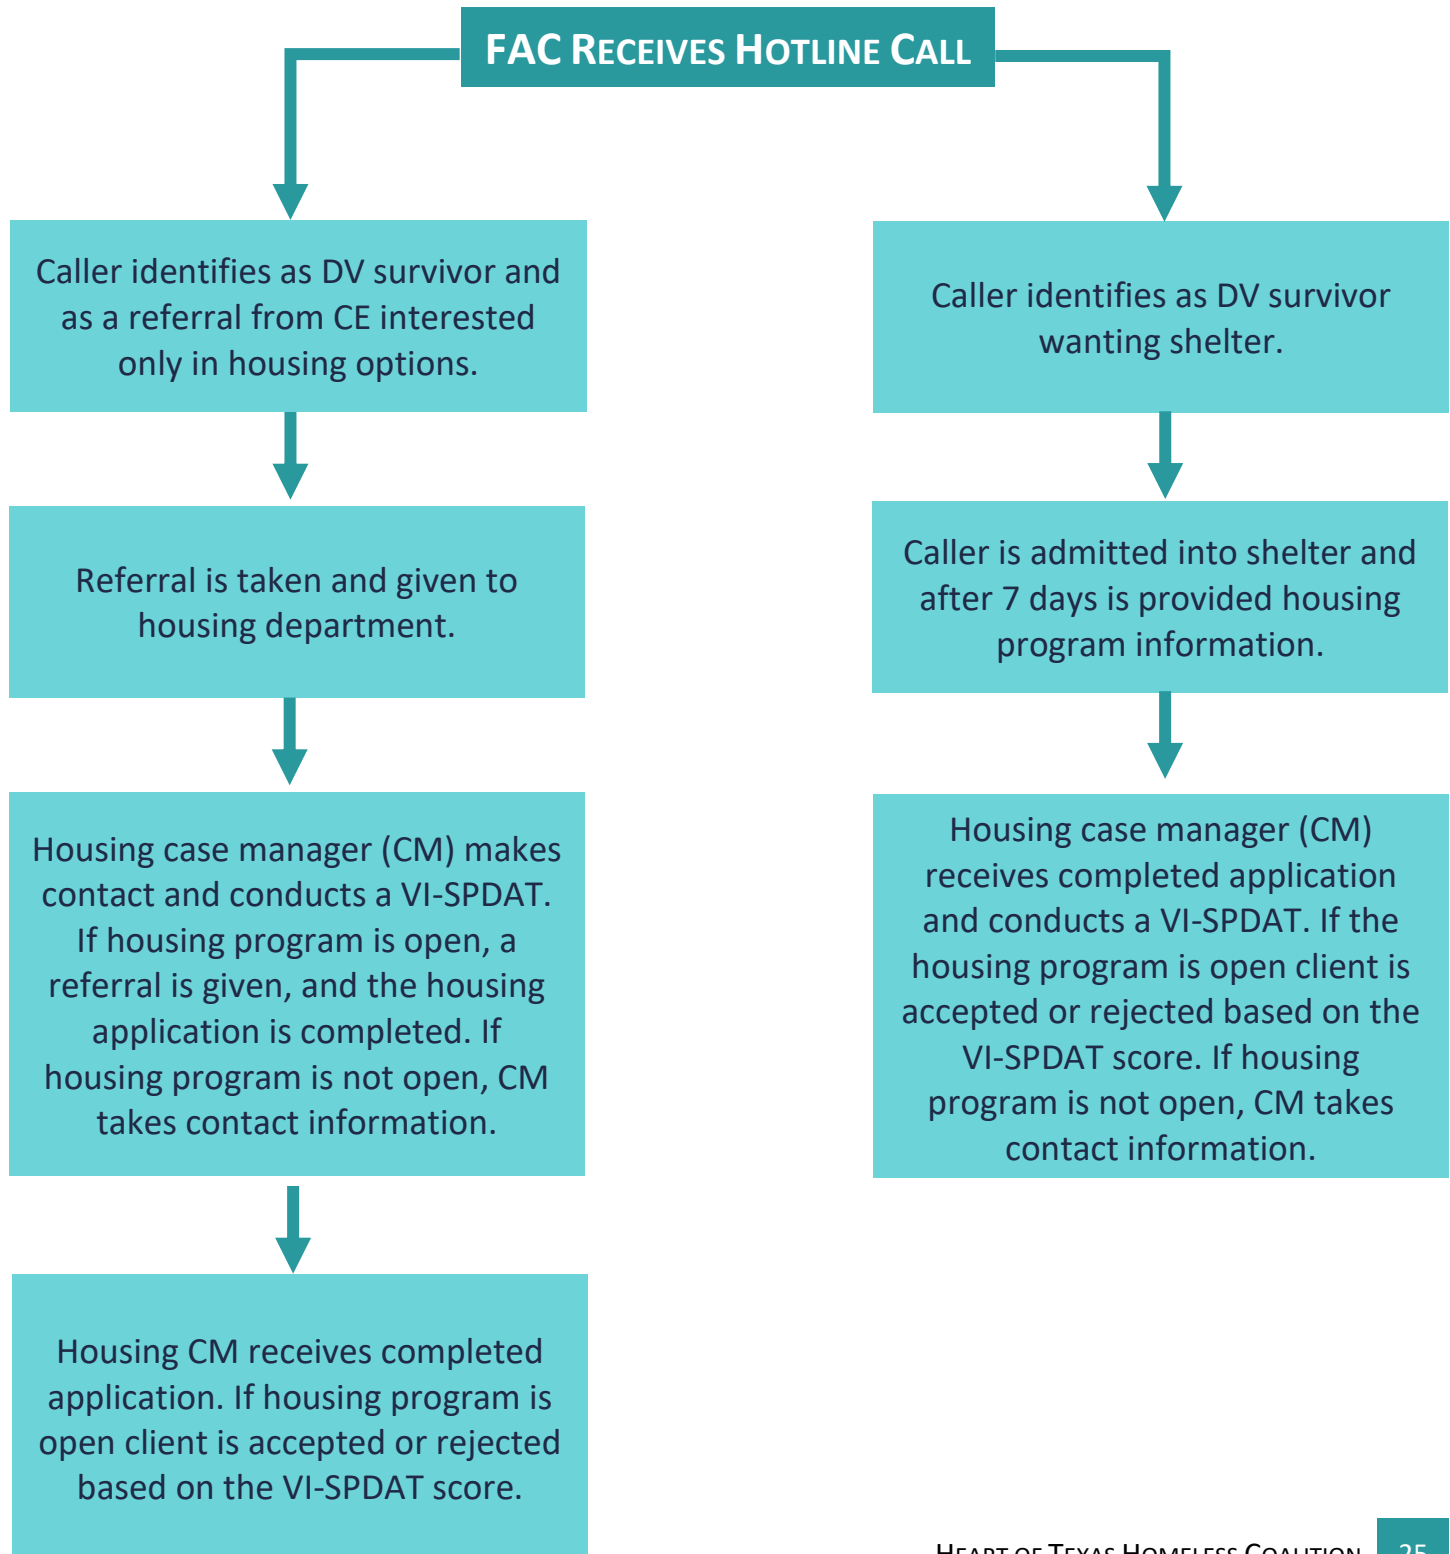 FAC RECEIVES HOTLINE CALL
Caller identifies as DV survivor and
as a referral from CE interested
only in housing options.
Referral is taken and given to
housing department.
Housing case manager (CM) makes
contact and conducts a VI-SPDAT.
If housing program is open, a
referral is given, and the housing
application is completed. If
housing program is not open, CM
takes contact information.
Housing CM receives completed
application. If housing program is
open client is accepted or rejected
based on the VI-SPDAT score.
Caller identifies as DV survivor
wanting shelter.
Caller is admitted into shelter and
after 7 days is provided housing
program information.
Housing case manager (CM)
receives completed application
and conducts a VI-SPDAT. If the
housing program is open client is
accepted or rejected based on the
VI-SPDAT score. If housing
program is not open, CM takes
contact information.
HEART OF TEXAS HOMELESS COALITION 25